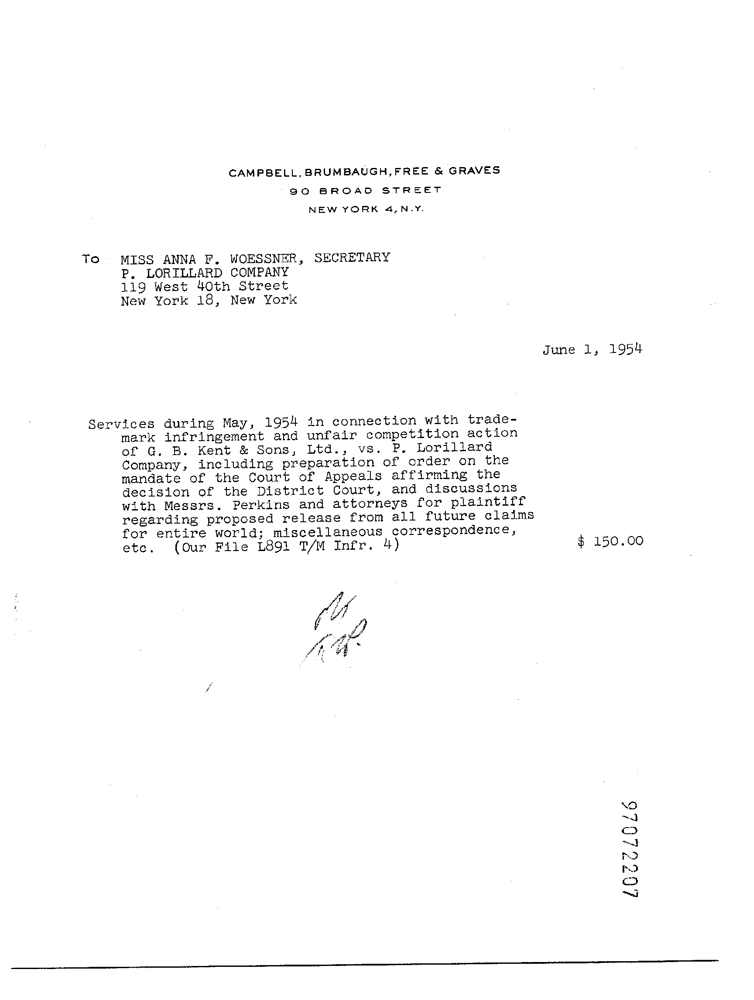 CAMPBELL, BRUMBAUGH, FREE & GRAVES
90 BROAD STREET
NEW YORK 4, N.Y.
To MISS ANNA F. WOESSNER, SECRETARY
P. LORILLARD COMPANY
119 West 40th Street
New York 18, New York
June 1, 1954
Services during May, 1954 in connection with trade-
mark infringement and unfair competition action
of G. B. Kent & Sons, Ltd., vs. P. Lorillard
Company, including preparation of order on the
mandate of the Court of Appeals affirming the
decision of the District Court, and discussions
with Messrs. Perkins and attorneys for plaintiff
regarding proposed release from all future claims
for entire world; miscellaneous correspondence,
etc. (Our File L891 T/M Infr. 4) $ 150.00
97072207